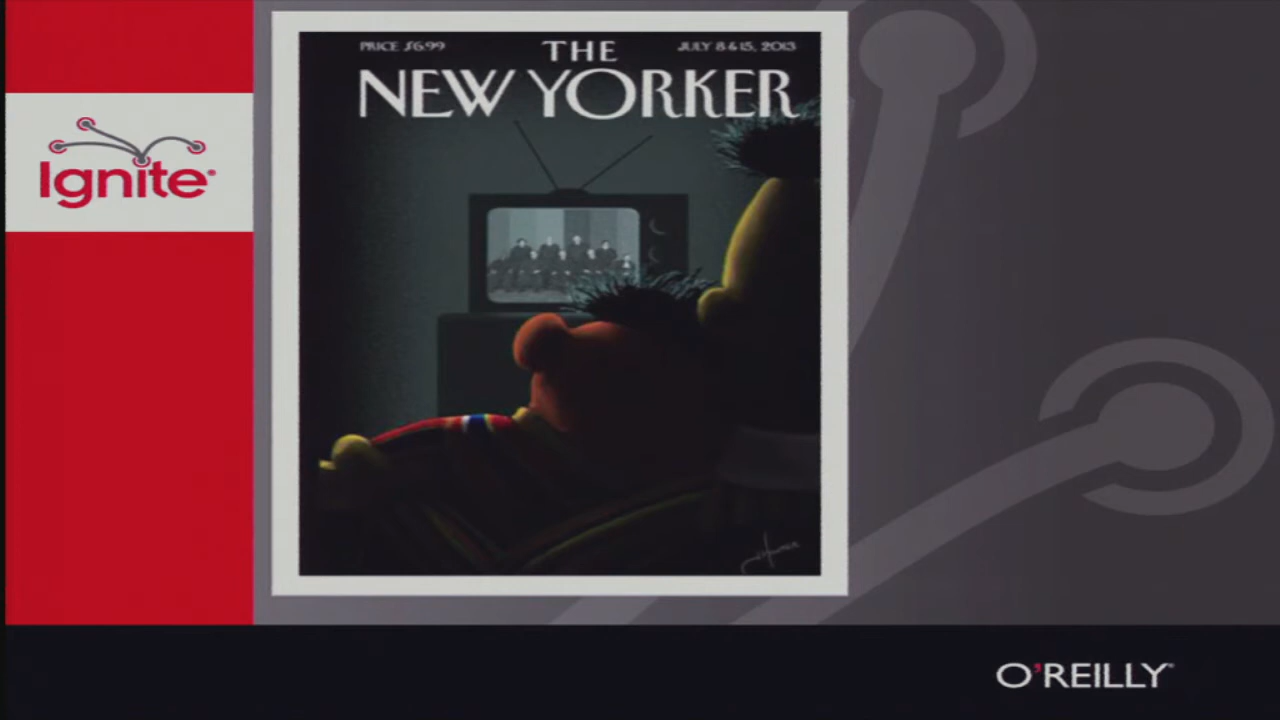 PRICE $6.99
THE
JULY 8 & 15, 2013
NEW YORKER
Ignite
O'REILLY